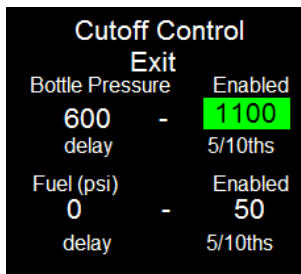 Cutoff Control
Exit
Bottle Pressure Enabled
600 - 1100
delay 5/10ths
Fuel (psi) Enabled
0 - 50
delay 5/10ths